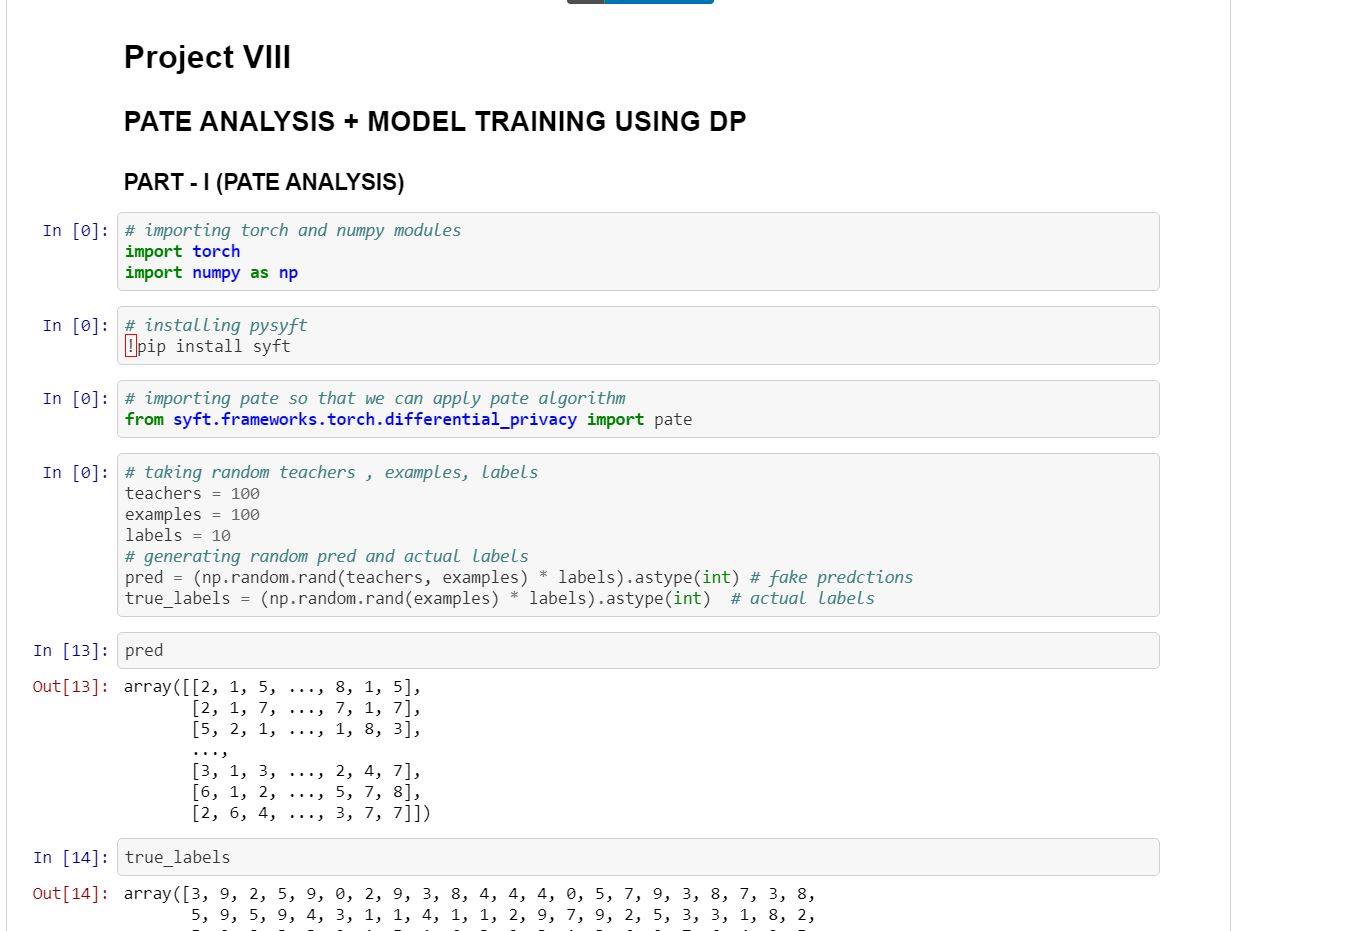 Project VIII
PATE ANALYSIS + MODEL TRAINING USING DP
PART - I (PATE ANALYSIS)
In [0]: # importing torch and numpy modules
import torch
import numpy as np
In [0]: # installing pysyft
!pip install syft
In [0]: # importing pate so that we can apply pate algorithm
from syft.frameworks.torch.differential_privacy import pate
In [0]: # taking random teachers , examples, labels
teachers = 100
examples = 100
labels = 10
# generating random pred and actual labels
pred = (np.random.rand(teachers, examples) * labels).astype(int) # fake predctions
true_labels = (np.random.rand(examples) * labels).astype(int)  # actual labels
In [13]: pred
Out[13]: array([[2, 1, 5, ..., 8, 1, 5],
[2, 1, 7, ..., 7, 1, 7],
[5, 2, 1, ..., 1, 8, 3],
...,
[3, 1, 3, ..., 2, 4, 7],
[6, 1, 2, ..., 5, 7, 8],
[2, 6, 4, ..., 3, 7, 7]])
In [14]: true_labels
Out[14]: array([3, 9, 2, 5, 9, 0, 2, 9, 3, 8, 4, 4, 4, 0, 5, 7, 9, 3, 8, 7, 3, 8,
5, 9, 5, 9, 4, 3, 1, 1, 4, 1, 1, 2, 9, 7, 9, 2, 5, 3, 3, 1, 8, 2,